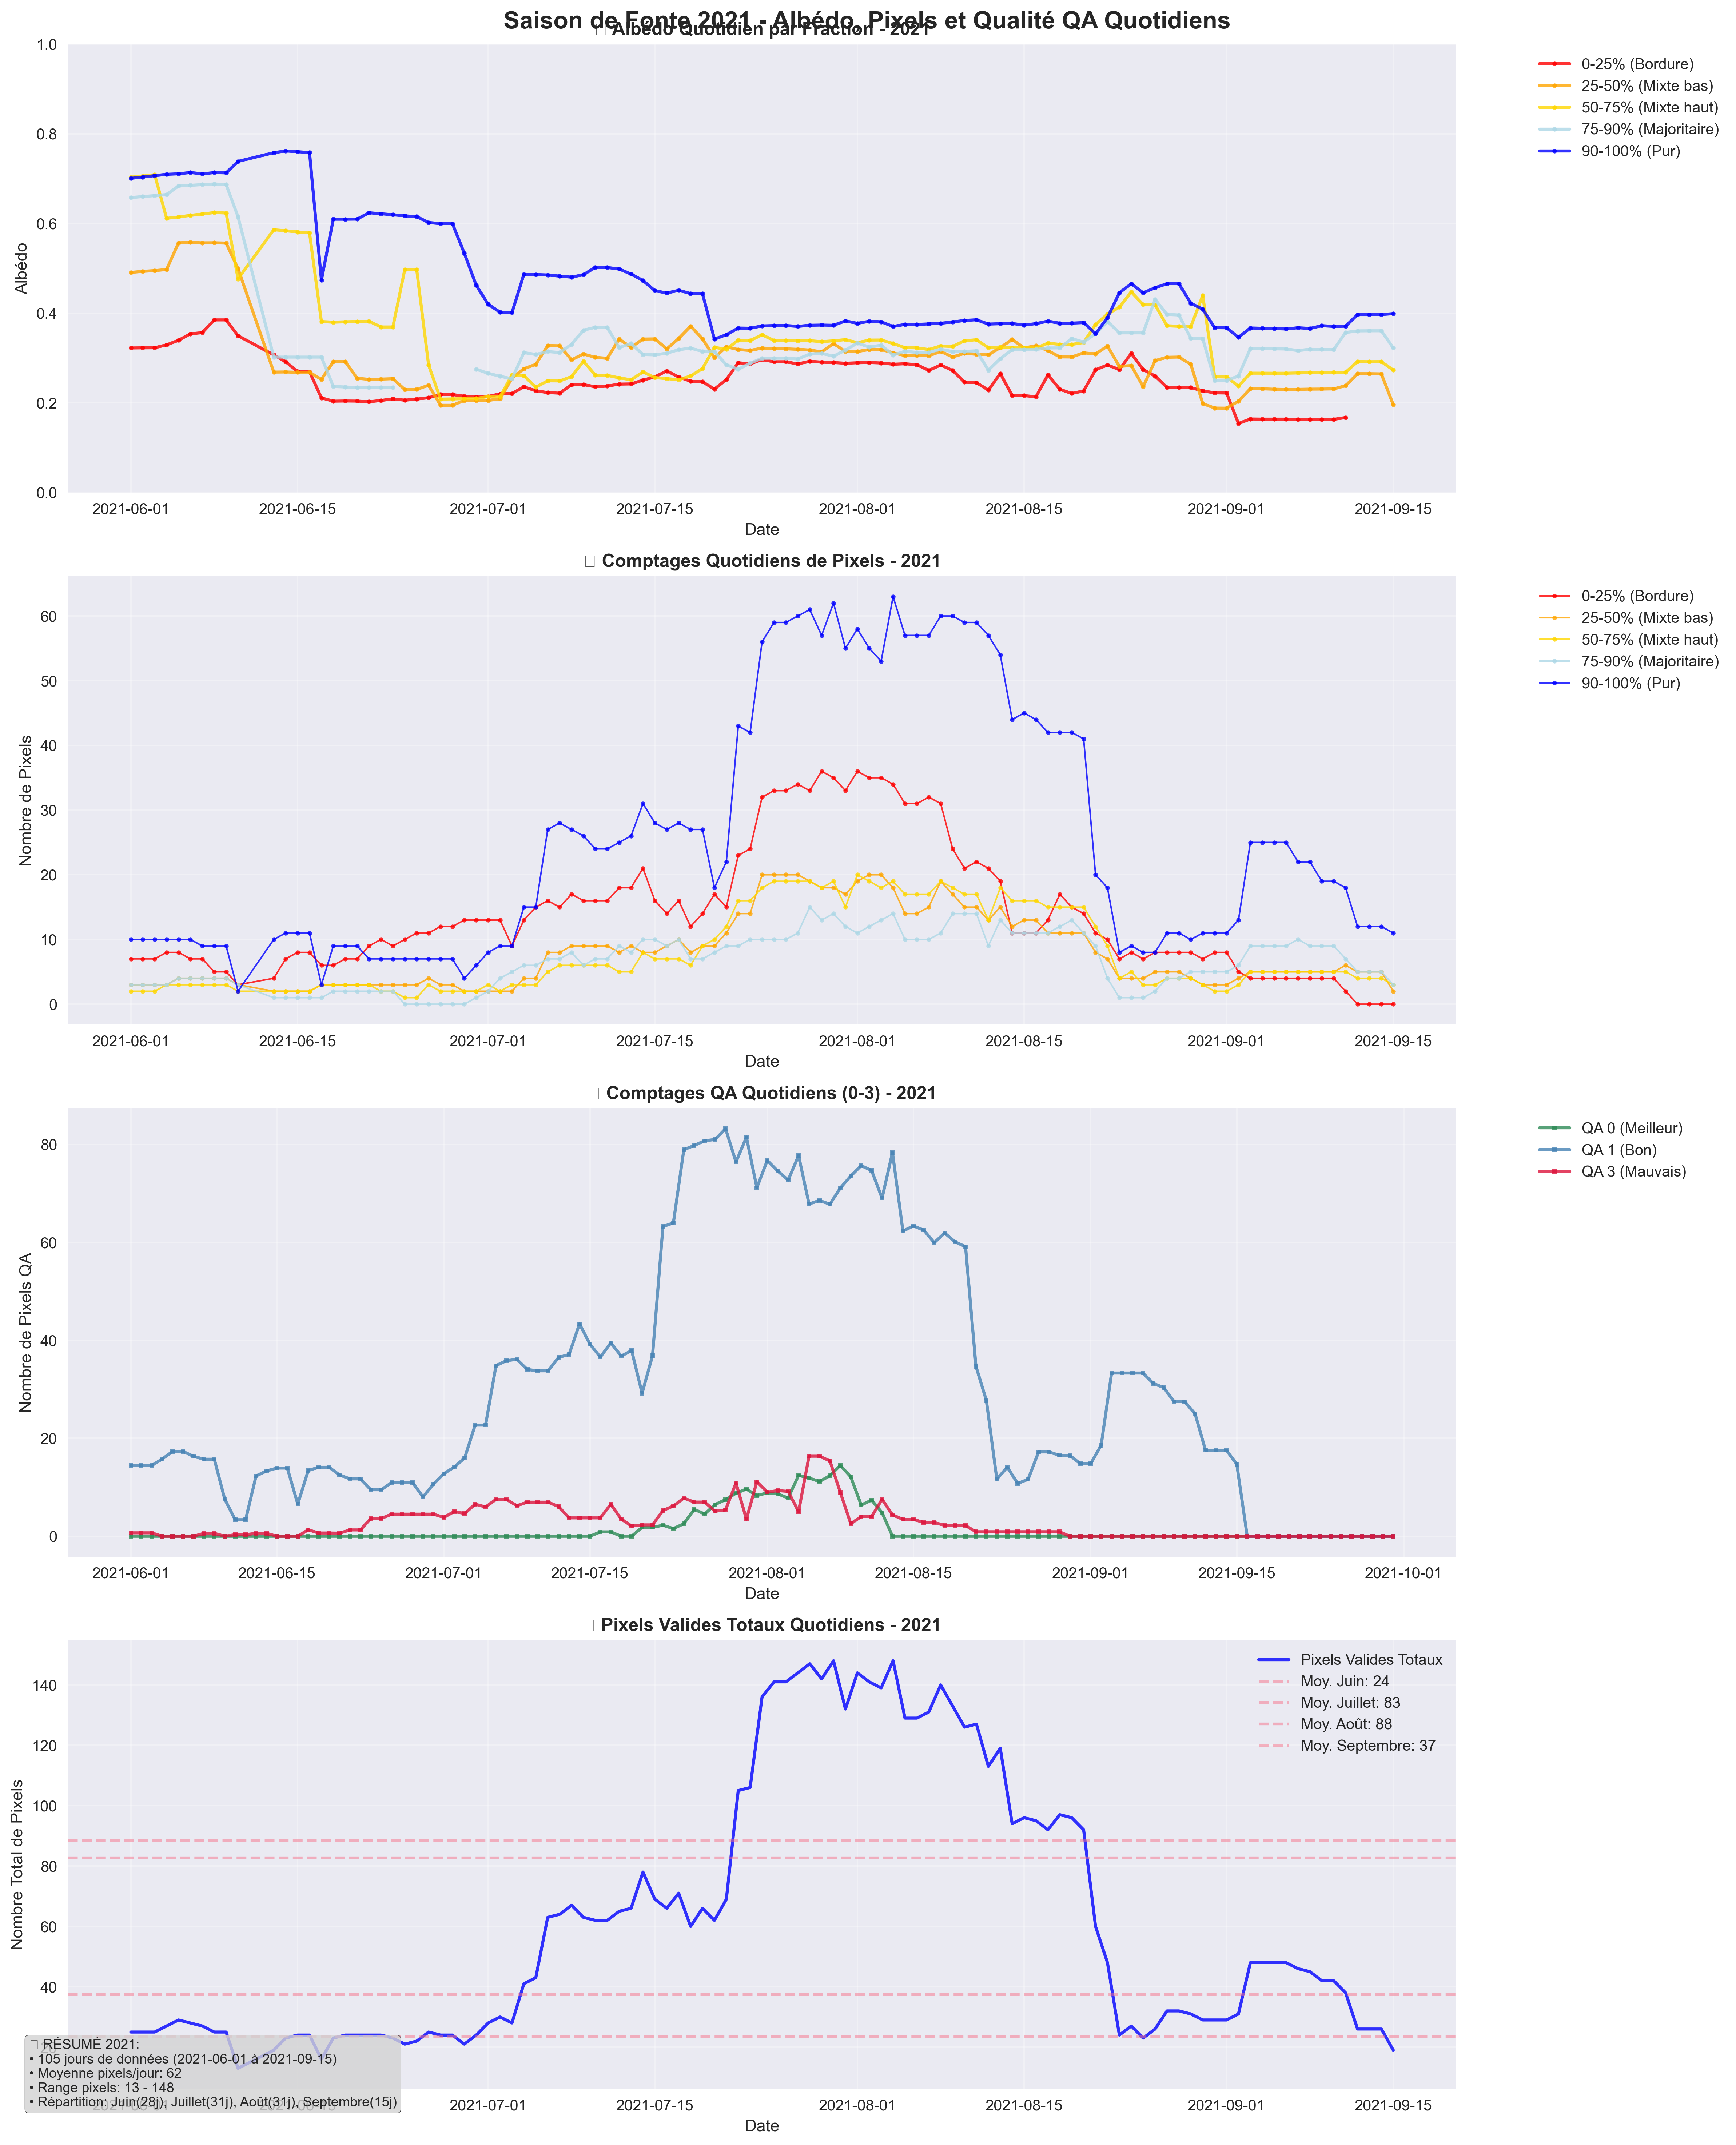 Saison de Fonte 2021 - Albédo, Pixels et Qualité QA Quotidiens
Albédo Quotidien par Fraction - 2021
1.0
0.8
0.6
0.4
0.2
0.0
Albédo
2021-06-01 2021-06-15 2021-07-01 2021-07-15 2021-08-01 2021-08-15 2021-09-01 2021-09-15
Date
0-25% (Bordure)
25-50% (Mixte bas)
50-75% (Mixte haut)
75-90% (Majoritaire)
90-100% (Pur)
Comptages Quotidiens de Pixels - 2021
60
50
40
30
20
10
0
Nombre de Pixels
2021-06-01 2021-06-15 2021-07-01 2021-07-15 2021-08-01 2021-08-15 2021-09-01 2021-09-15
Date
0-25% (Bordure)
25-50% (Mixte bas)
50-75% (Mixte haut)
75-90% (Majoritaire)
90-100% (Pur)
Comptages QA Quotidiens (0-3) - 2021
80
60
40
20
0
Nombre de Pixels QA
2021-06-01 2021-06-15 2021-07-01 2021-07-15 2021-08-01 2021-08-15 2021-09-01 2021-09-15 2021-10-01
Date
QA 0 (Meilleur)
QA 1 (Bon)
QA 3 (Mauvais)
Pixels Valides Totaux Quotidiens - 2021
140
120
100
80
60
40
Nombre Total de Pixels
Pixels Valides Totaux
Moy. Juin: 24
Moy. Juillet: 83
Moy. Août: 88
Moy. Septembre: 37
RÉSUMÉ 2021:
• 105 jours de données (2021-06-01 à 2021-09-15)
• Moyenne pixels/jour: 62
• Range pixels: 13 - 148
• Répartition: Juin(28j), Juillet(31j), Août(31j), Septembre(15j)
2021-07-01 2021-07-15 2021-08-01 2021-08-15 2021-09-01 2021-09-15
Date